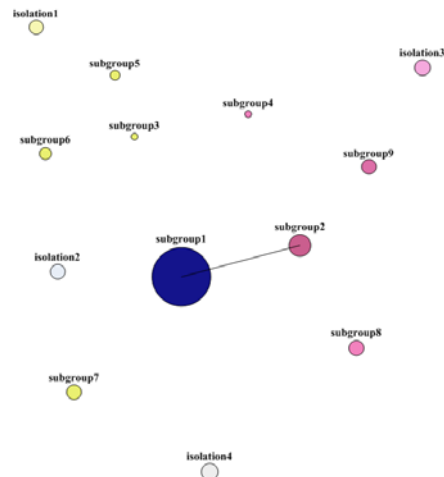 isolation1
isolation3
subgroup5
subgroup4
subgroup3
subgroup6
subgroup9
subgroup2
subgroup1
isolation2
subgroup8
subgroup7
isolation4